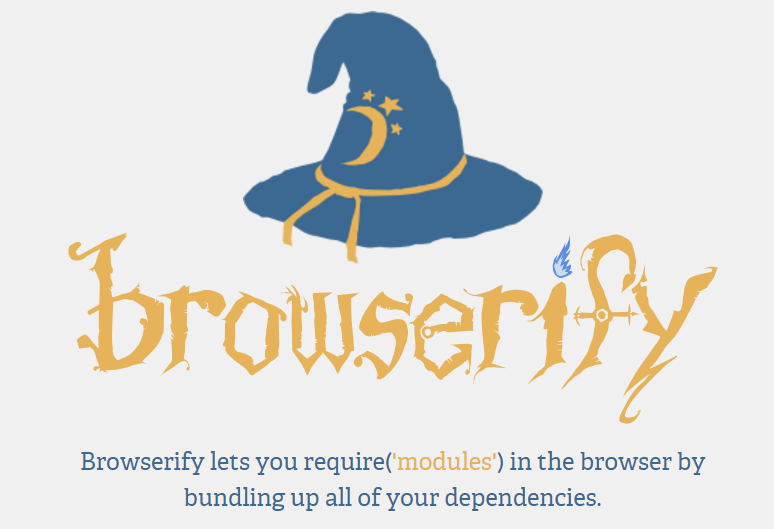 browserify
Browserify lets you require('modules') in the browser by
bundling up all of your dependencies.